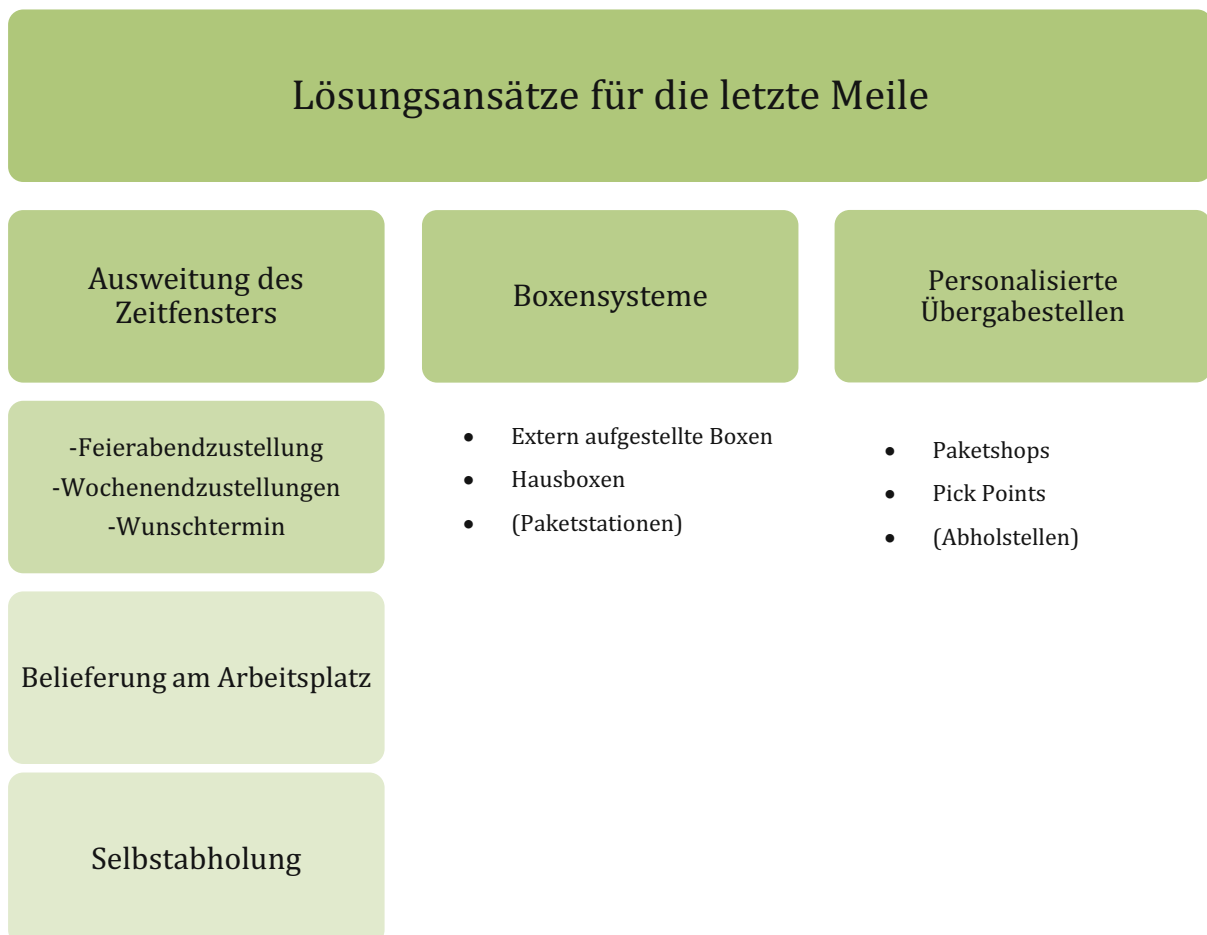 Lösungsansätze für die letzte Meile
Ausweitung des
Zeitfensters
-Feierabendzustellung
-Wochenendzustellungen
-Wunschtermin
Belieferung am Arbeitsplatz
Selbstabholung
Boxensysteme
• Extern aufgestellte Boxen
• Hausboxen
• (Paketstationen)
Personalisierte
Übergabestellen
• Paketshops
• Pick Points
• (Abholstellen)